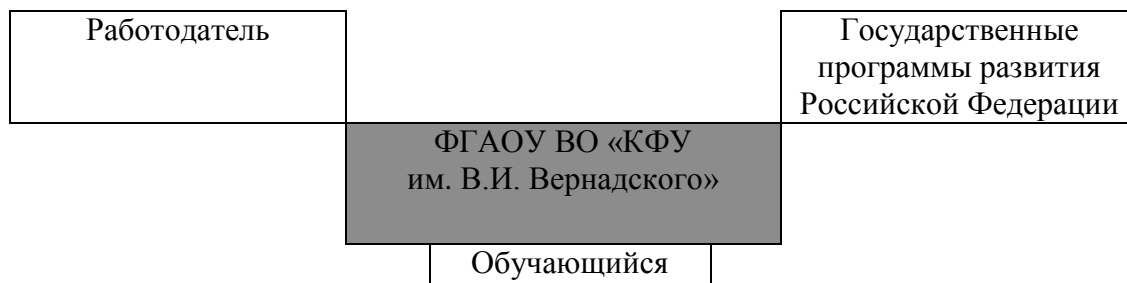 Работодатель
Государственные
программы развития
Российской Федерации
ФГАОУ ВО «КФУ
им. В.И. Вернадского»
Обучающийся